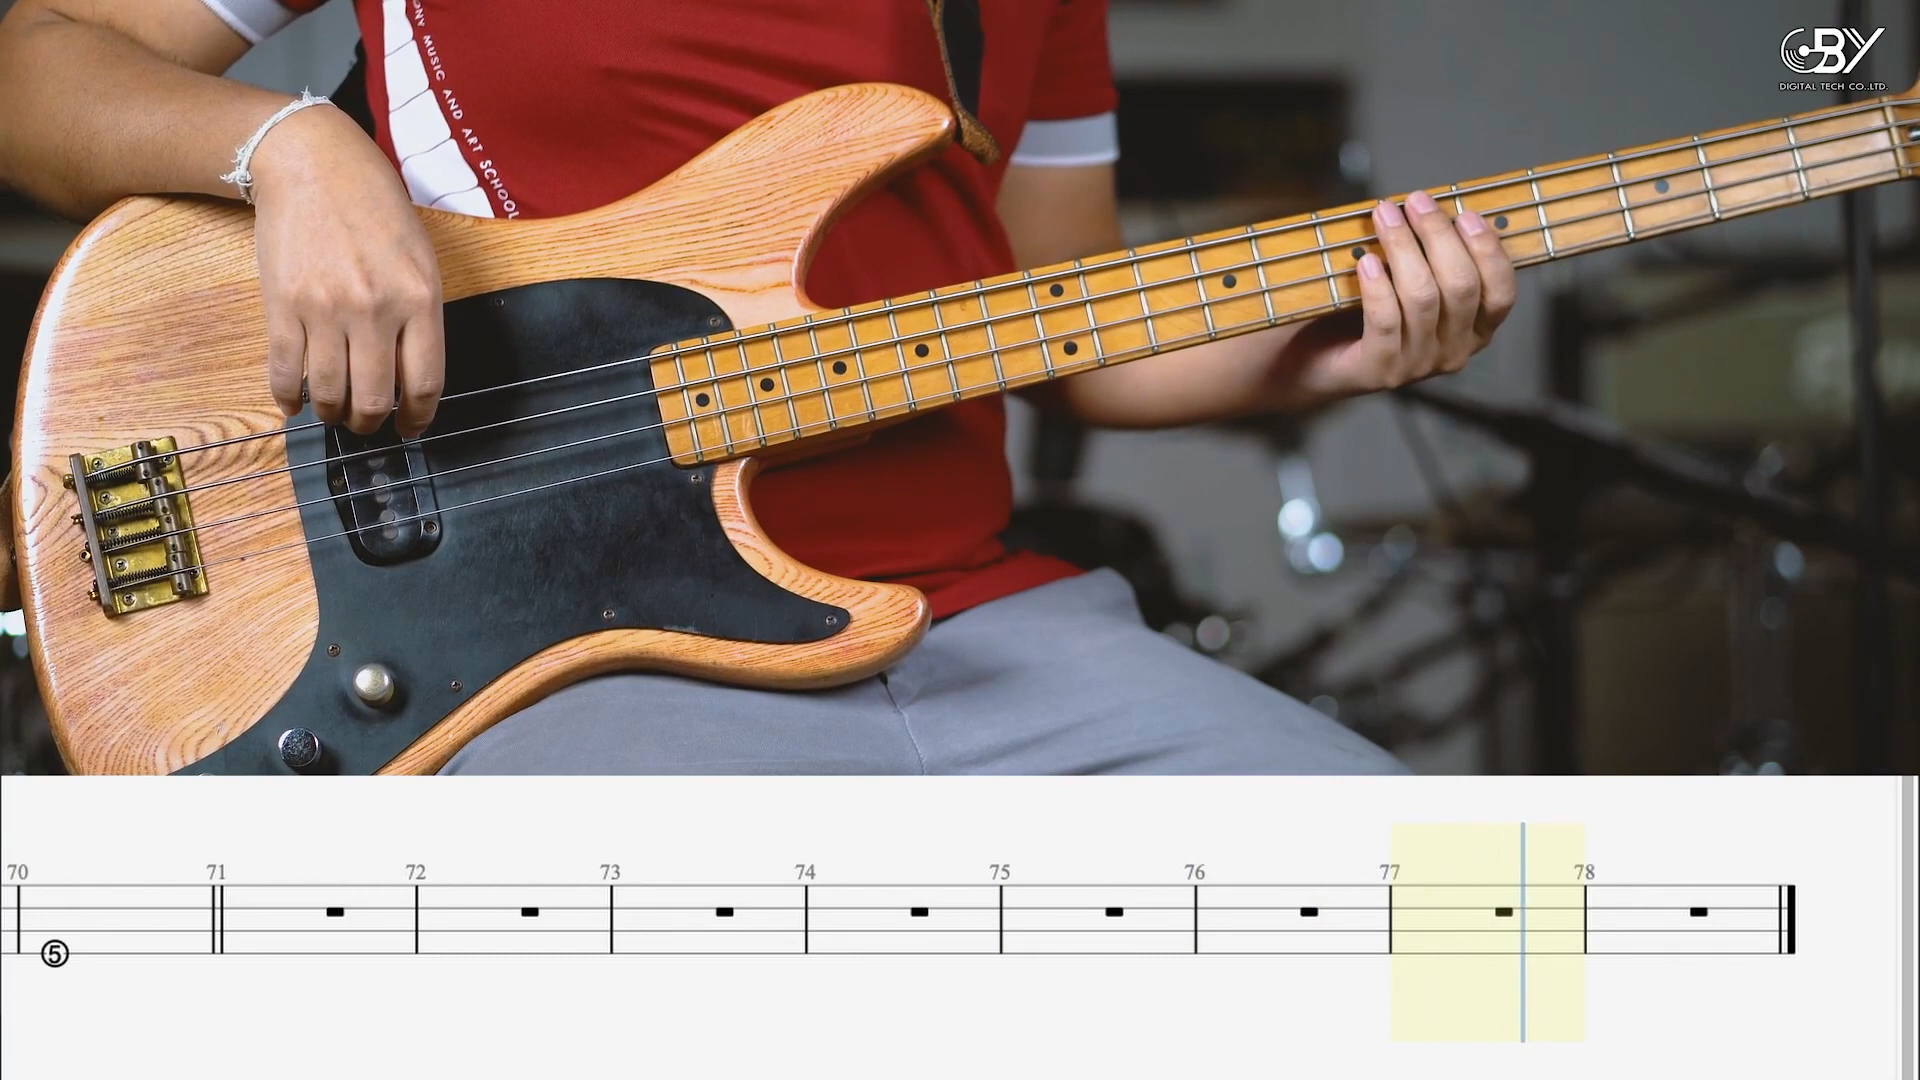 ONY MUSIC AND ART SCHOOL
GBY
DIGITAL TECH CO.,LTD.
70 71 72 73 74 75 76 77 78
5